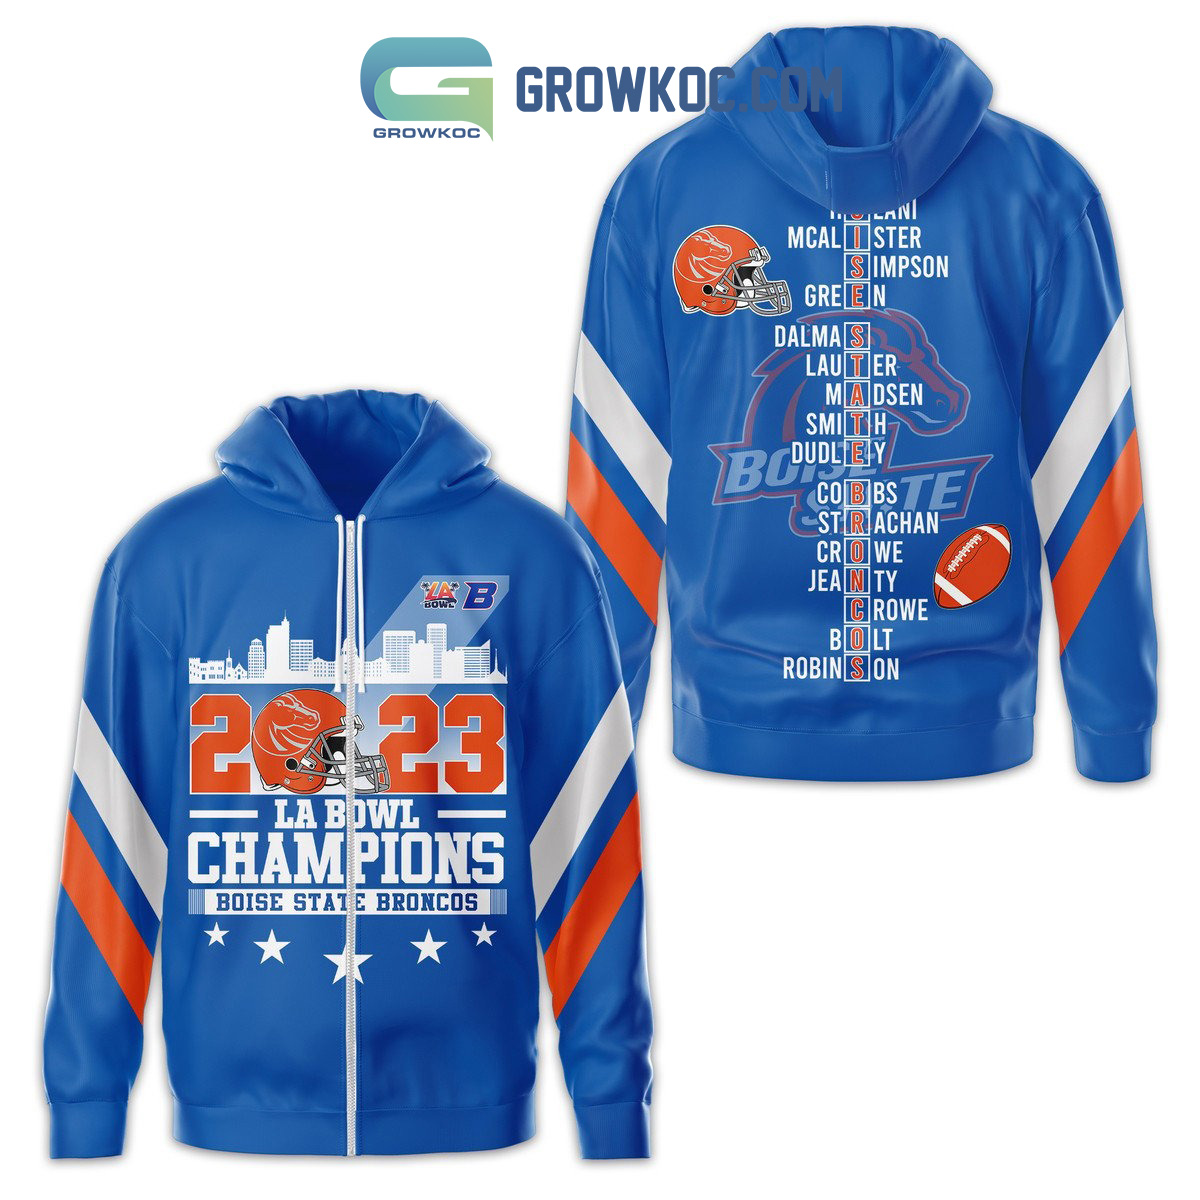 GROWKOC
GROWKOC.COM
LA
BOWL
B
2023
LA BOWL
CHAMPIONS
BOISE STATE BRONCOS
MCALISTER
SIMPSON
GREEN
DALMAS
LAUTER
MADSEN
SMITH
DUDLEY
COBBS
STRACHAN
CROWE
JEANTY
CROWE
BOLT
ROBINSON
BOISE
STATE